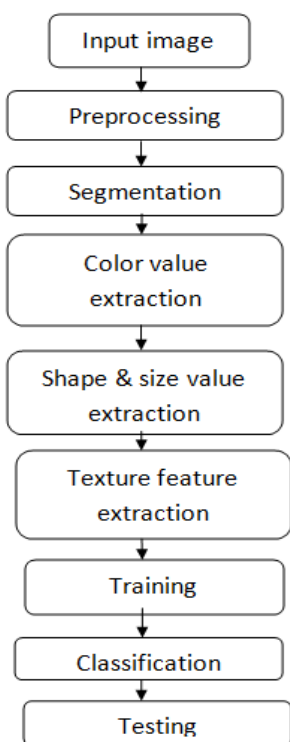 Input image
Preprocessing
Segmentation
Color value
extraction
Shape & size value
extraction
Texture feature
extraction
Training
Classification
Testing